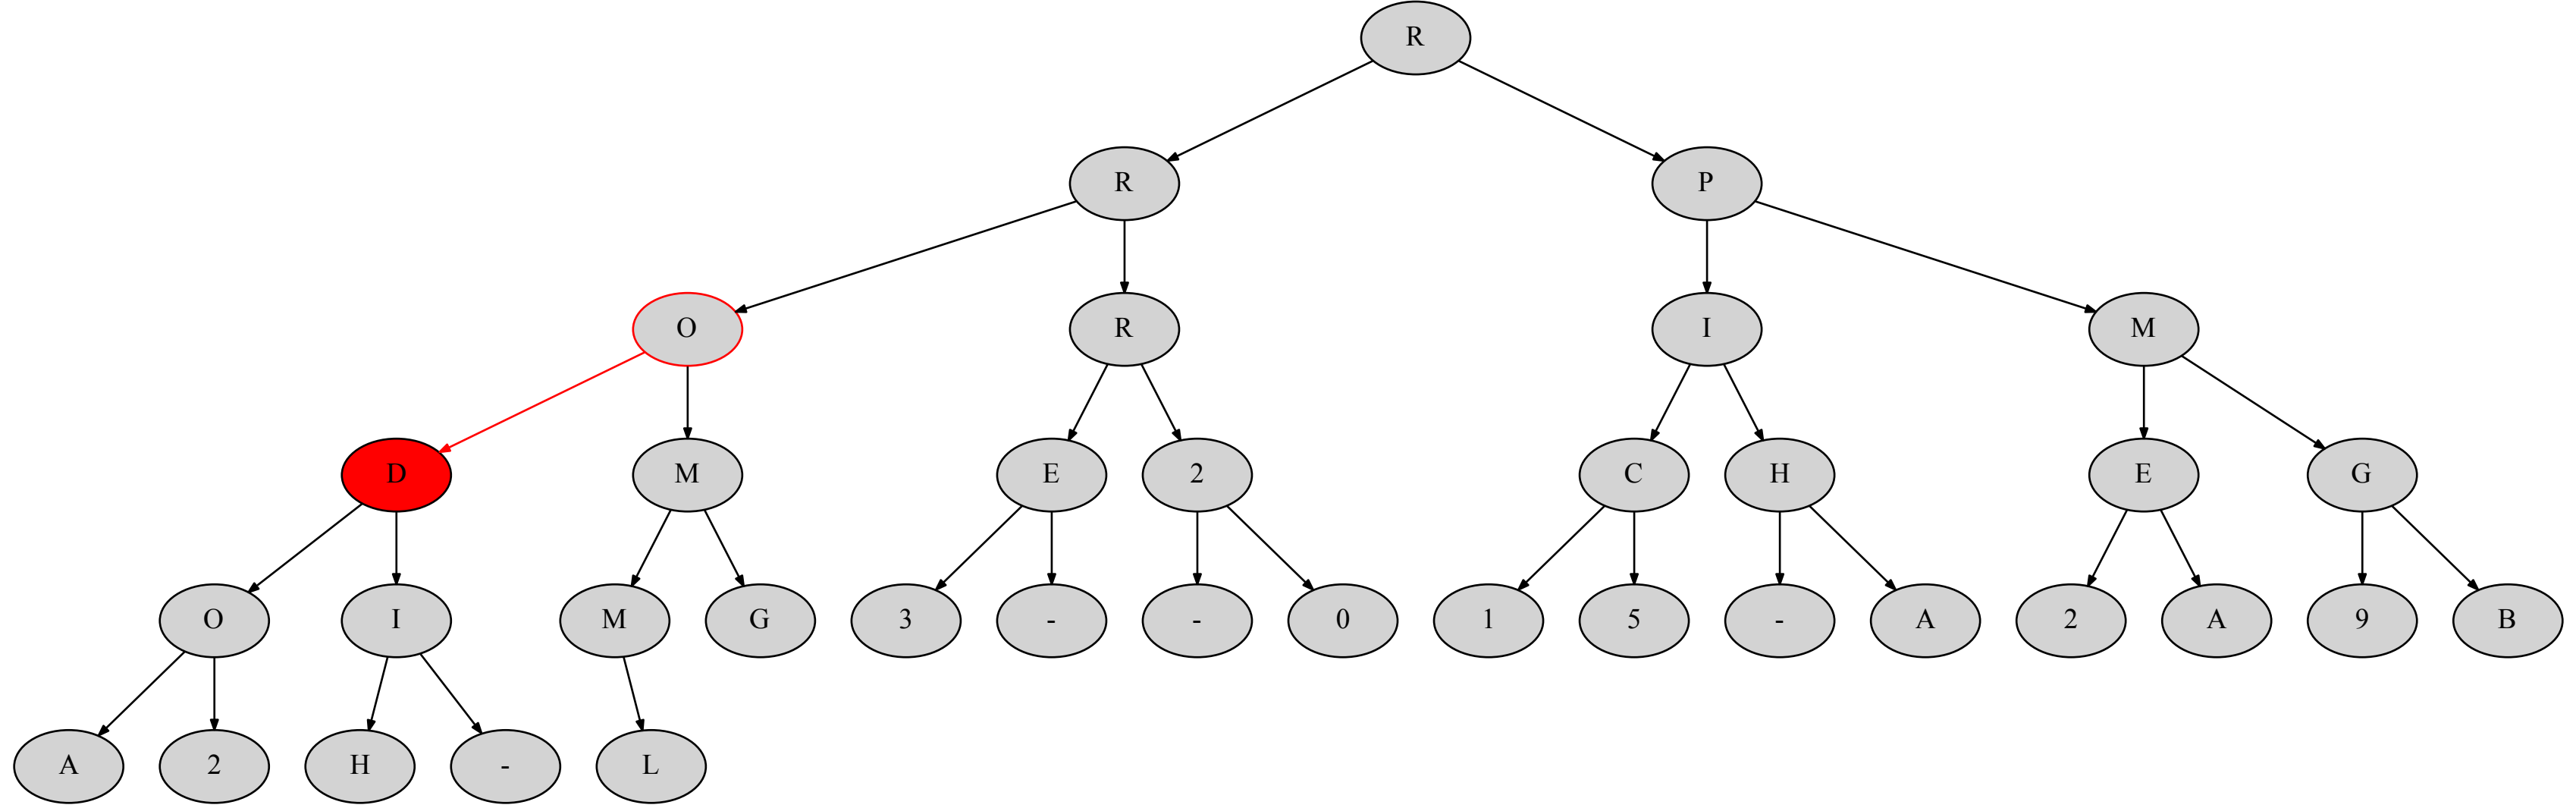 R
R P
O R I M
D M E 2 C H E G
O I M G 3 - - 0 1 5 - A 2 A 9 B
A 2 H - L